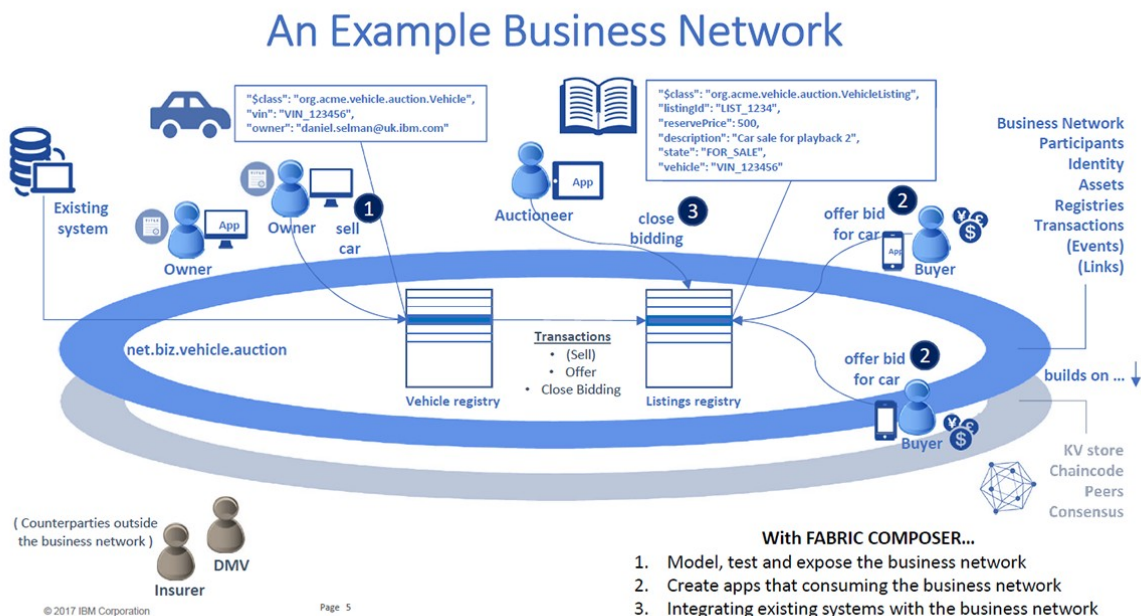 An Example Business Network
"$class": "org.acme.vehicle.auction.Vehicle",
"vin": "VIN_123456",
"owner": "daniel.selman@uk.ibm.com"
"$class": "org.acme.vehicle.auction.VehicleListing",
"listingId": "LIST_1234"
"reservePrice": 500,
"description": "Car sale for playback 2",
"state": "FOR_SALE",
"vehicle": "VIN_123456"
Business Network
Participants
Identity
Assets
Registries
Transactions
(Events)
(Links)
Existing
system
App
Owner
Owner
1
sell
car
App
Auctioneer
close
bidding
3
offer bid
for car
2
App
Buyer
¥ £
$
net.biz.vehicle.auction
Vehicle registry
Transactions
• (Sell)
• Offer
• Close Bidding
Listings registry
offer bid
for car
2
Buyer
¥ £
$
builds on ...
KV store
Chaincode
Peers
Consensus
( Counterparties outside
the business network )
DMV
Insurer
With FABRIC COMPOSER...
1. Model, test and expose the business network
2. Create apps that consuming the business network
3. Integrating existing systems with the business network
© 2017 IBM Corporation
Page 5